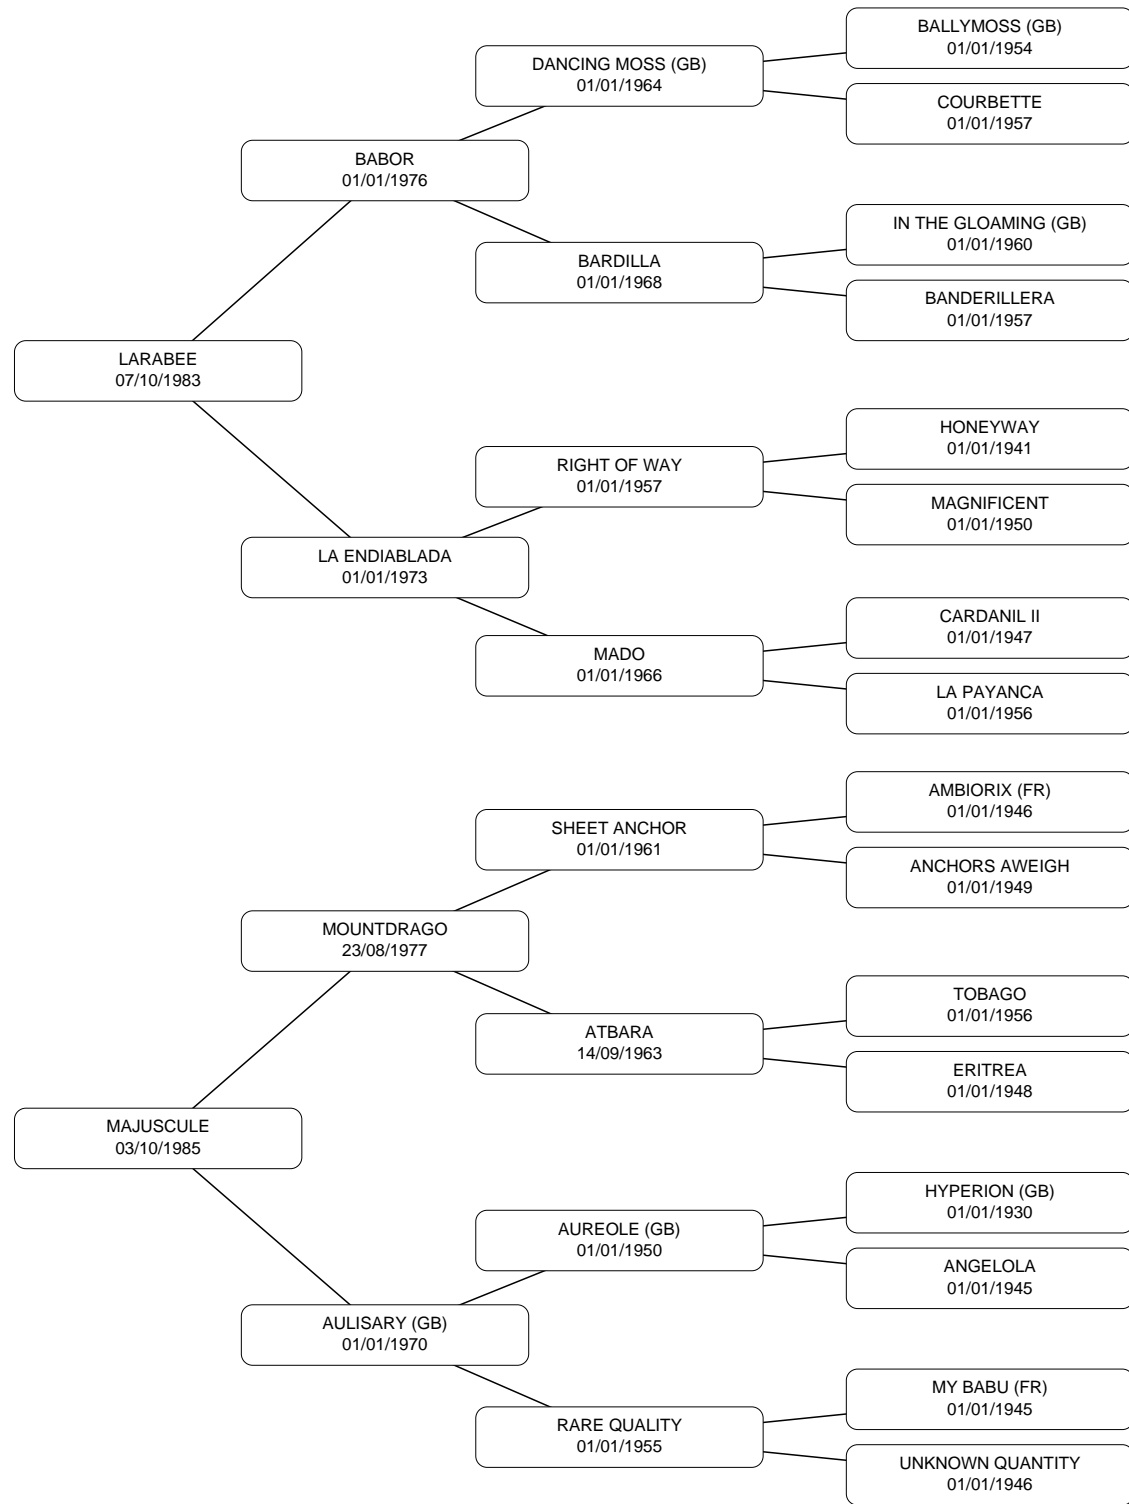 BALLYMOSS (GB)
01/01/1954
DANCING MOSS (GB)
01/01/1964
COURBETTE
01/01/1957
BABOR
01/01/1976
IN THE GLOAMING (GB)
01/01/1960
BARDILLA
01/01/1968
BANDERILLERA
01/01/1957
LARABEE
07/10/1983
HONEYWAY
01/01/1941
RIGHT OF WAY
01/01/1957
MAGNIFICENT
01/01/1950
LA ENDIABLADA
01/01/1973
CARDANIL II
01/01/1947
MADO
01/01/1966
LA PAYANCA
01/01/1956
AMBIORIX (FR)
01/01/1946
SHEET ANCHOR
01/01/1961
ANCHORS AWEIGH
01/01/1949
MOUNTDRAGO
23/08/1977
TOBAGO
01/01/1956
ATBARA
14/09/1963
ERITREA
01/01/1948
MAJUSCULE
03/10/1985
HYPERION (GB)
01/01/1930
AUREOLE (GB)
01/01/1950
ANGELOLA
01/01/1945
AULISARY (GB)
01/01/1970
MY BABU (FR)
01/01/1945
RARE QUALITY
01/01/1955
UNKNOWN QUANTITY
01/01/1946